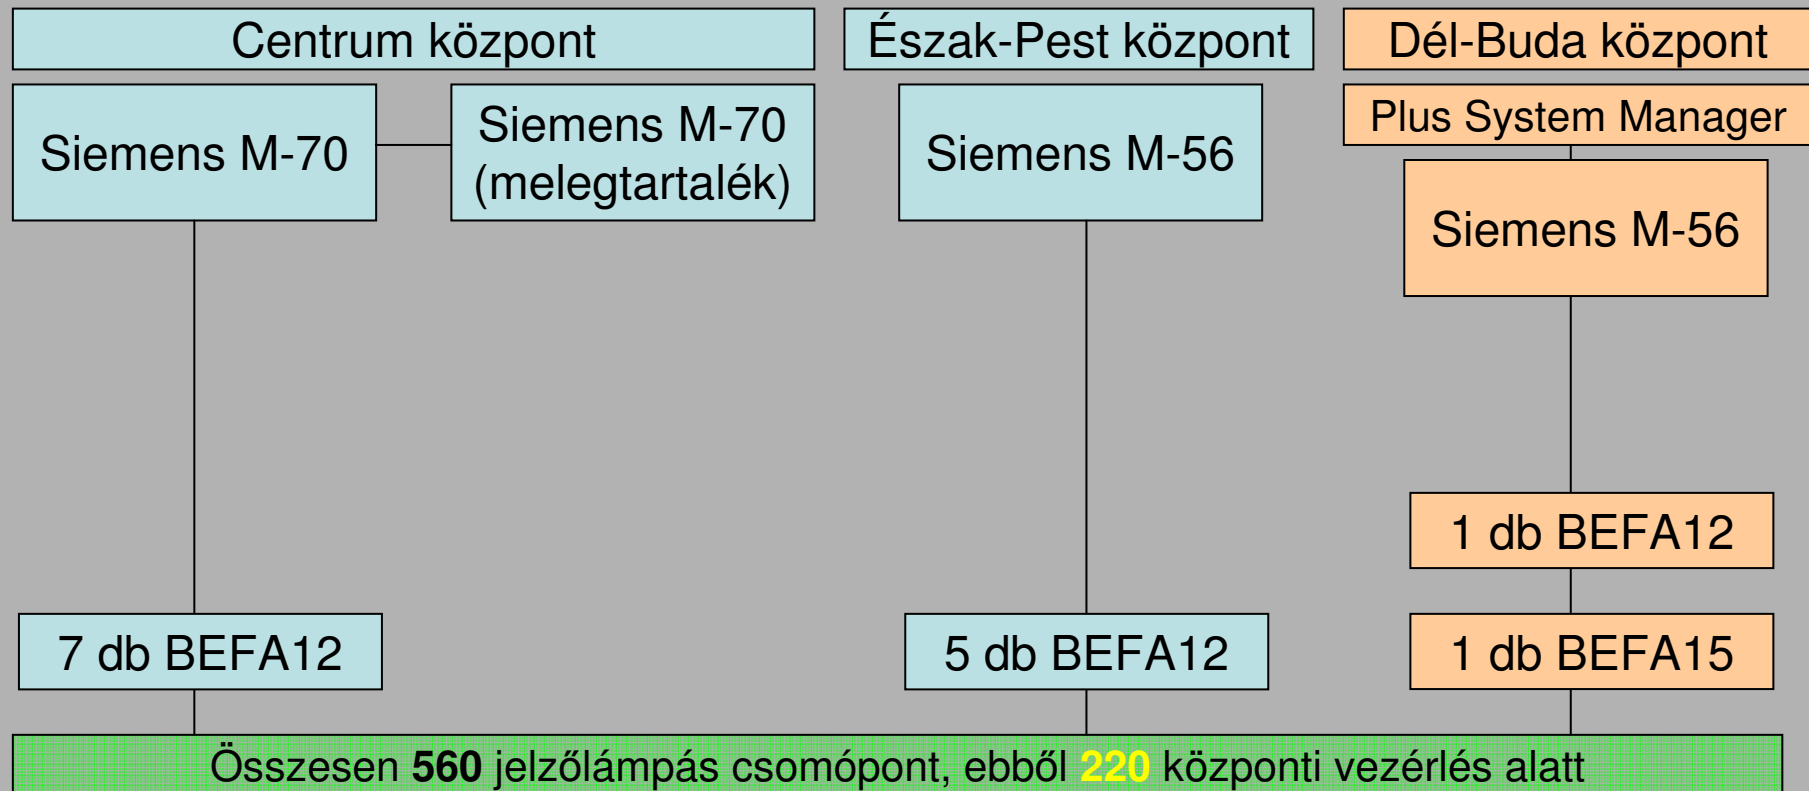 Centrum központ
Észak-Pest központ
Dél-Buda központ
Siemens M-70
Siemens M-70
(melegtartalék)
Siemens M-56
Plus System Manager
Siemens M-56
1 db BEFA12
7 db BEFA12
5 db BEFA12
1 db BEFA15
Összesen 560 jelzőlámpás csomópont, ebből 220 központi vezérlés alatt